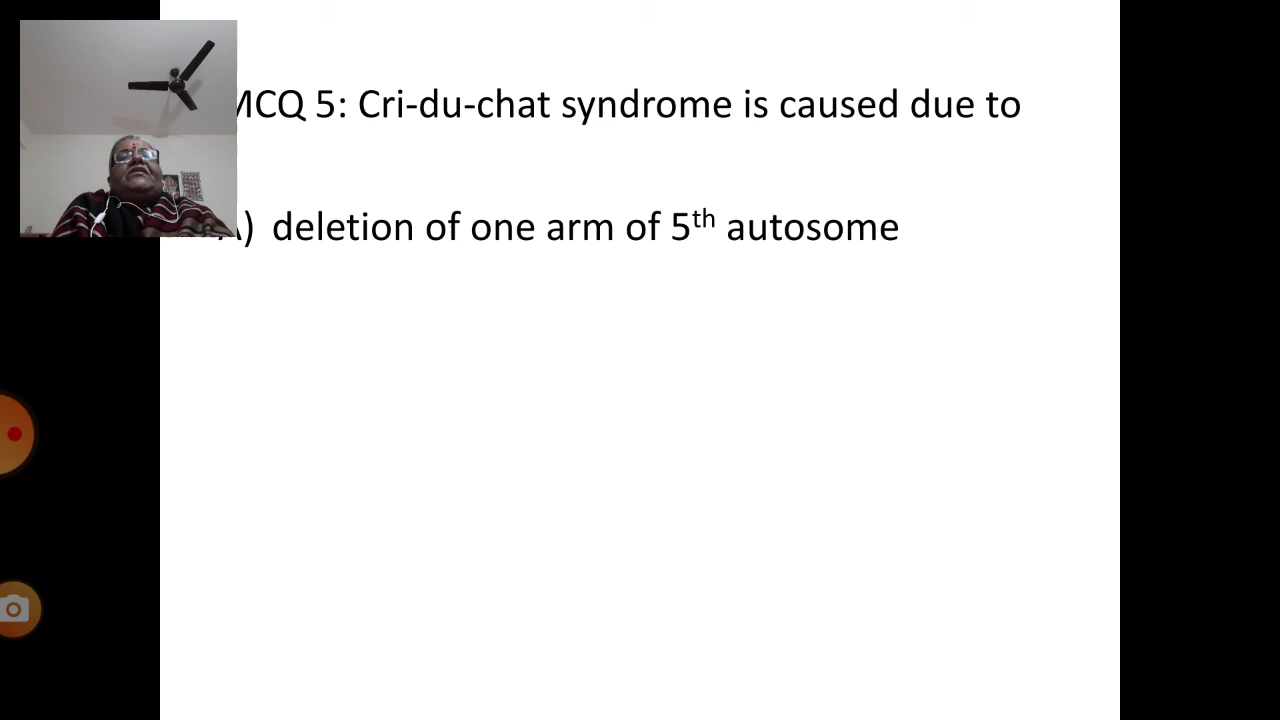 MCQ 5: Cri-du-chat syndrome is caused due to
A) deletion of one arm of 5th autosome